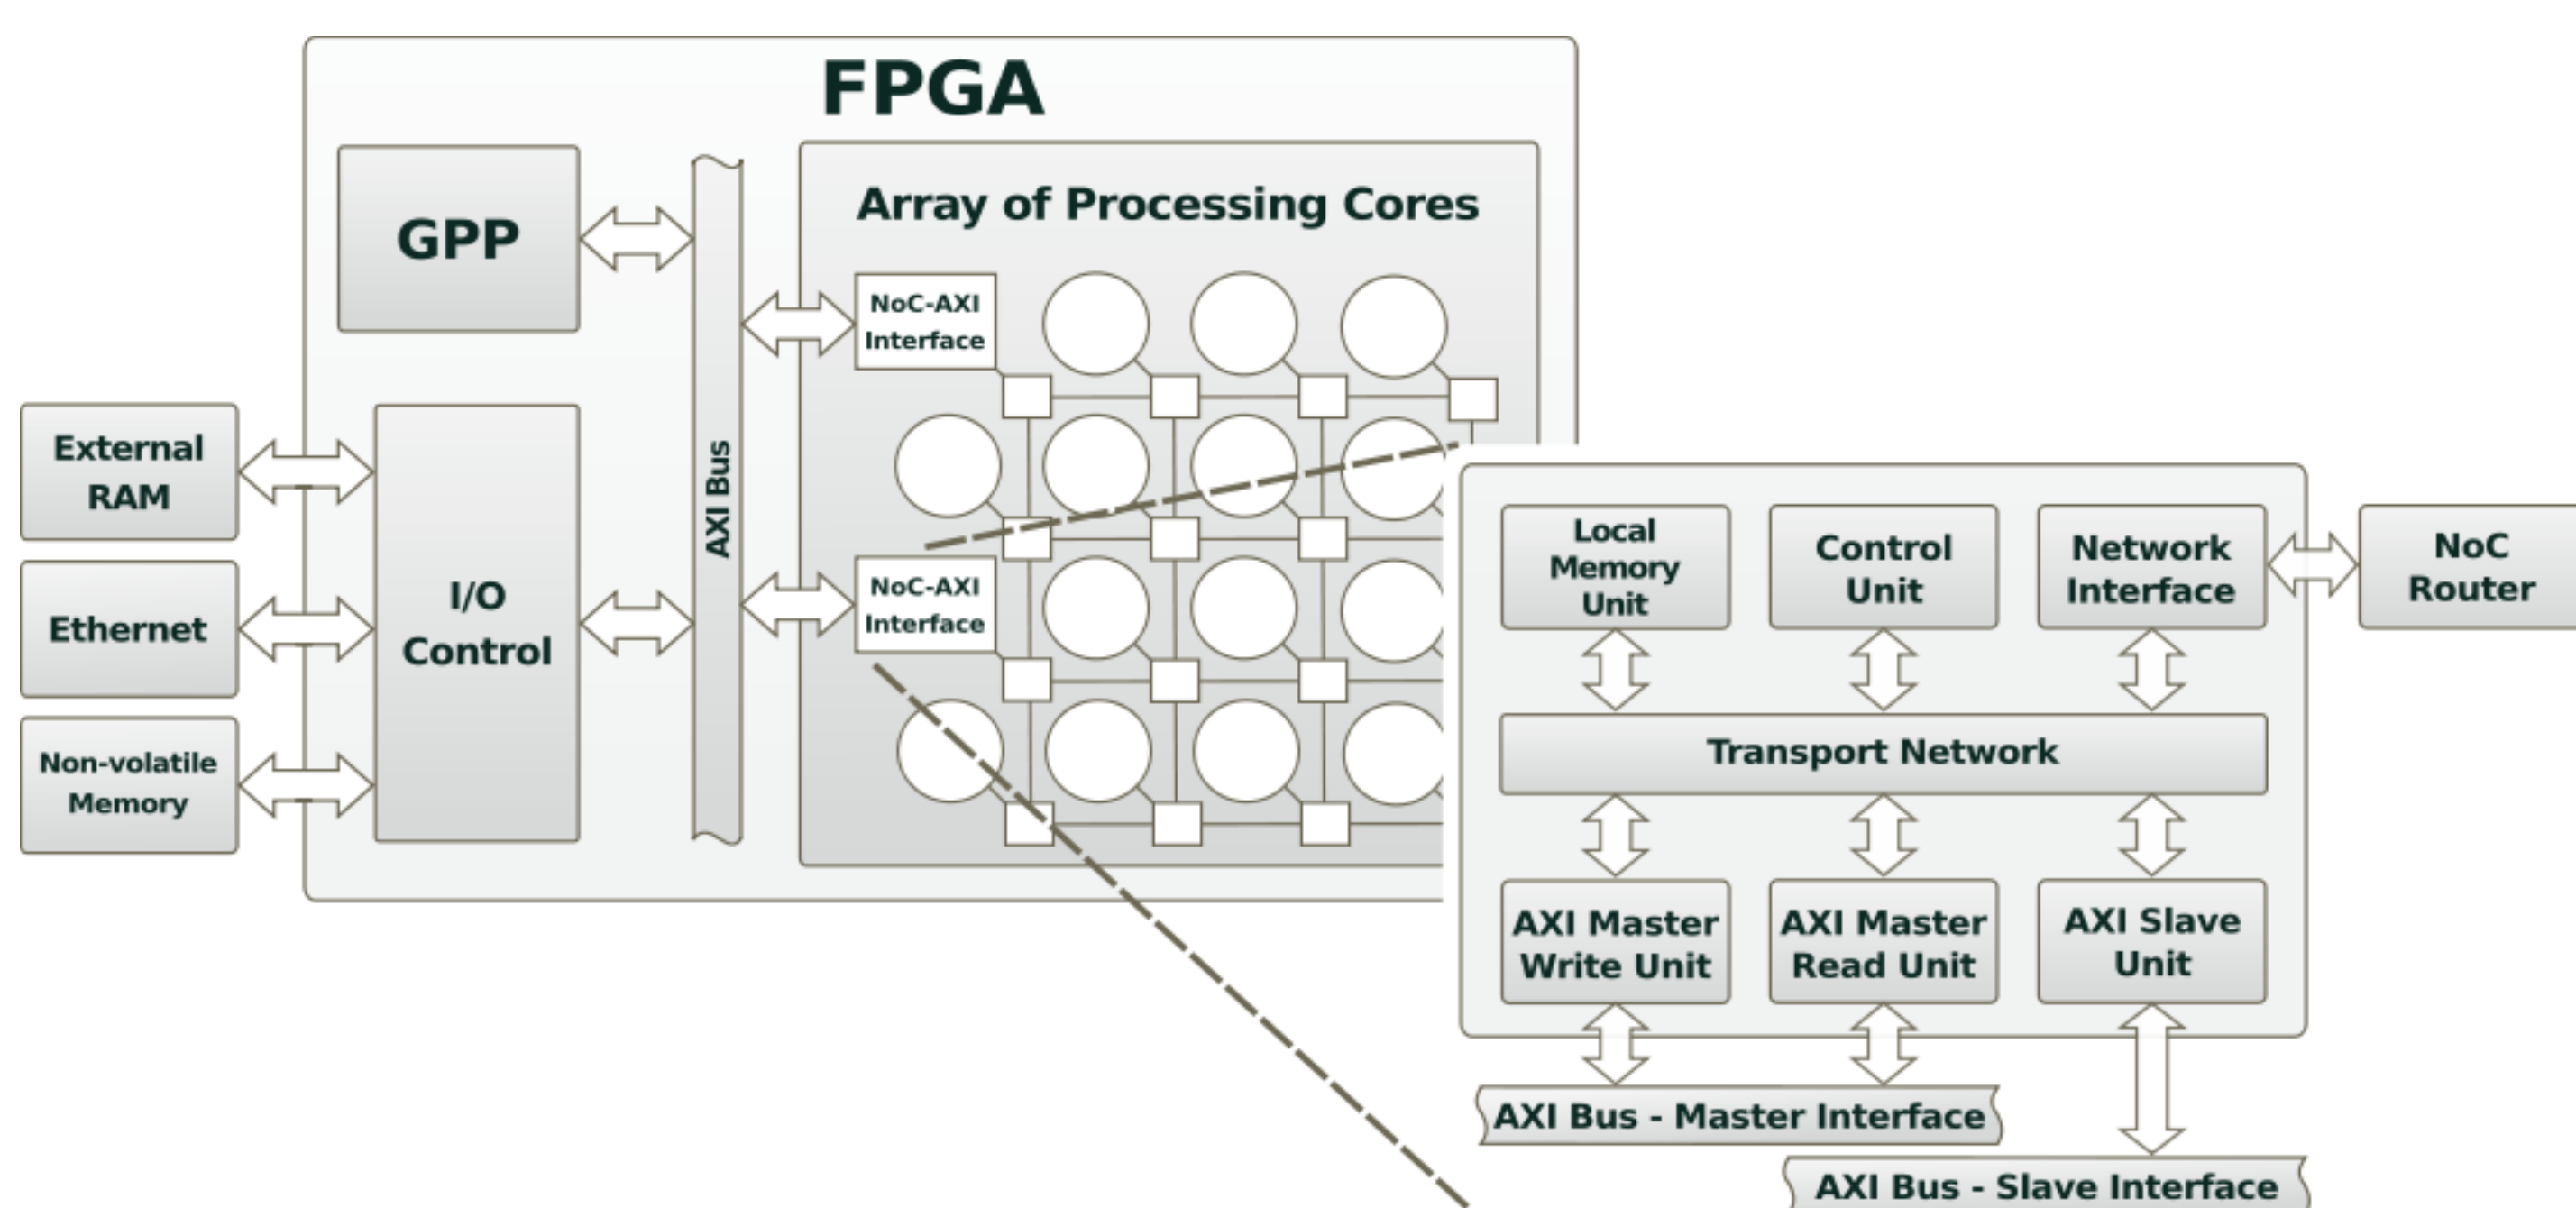 FPGA
GPP
Array of Processing Cores
NoC-AXI
Interface
AXI Bus
External
RAM
Ethernet
Non-volatile
Memory
I/O
Control
NoC-AXI
Interface
Local
Memory
Unit
Control
Unit
Network
Interface
NoC
Router
Transport Network
AXI Master
Write Unit
AXI Master
Read Unit
AXI Slave
Unit
AXI Bus - Master Interface
AXI Bus - Slave Interface